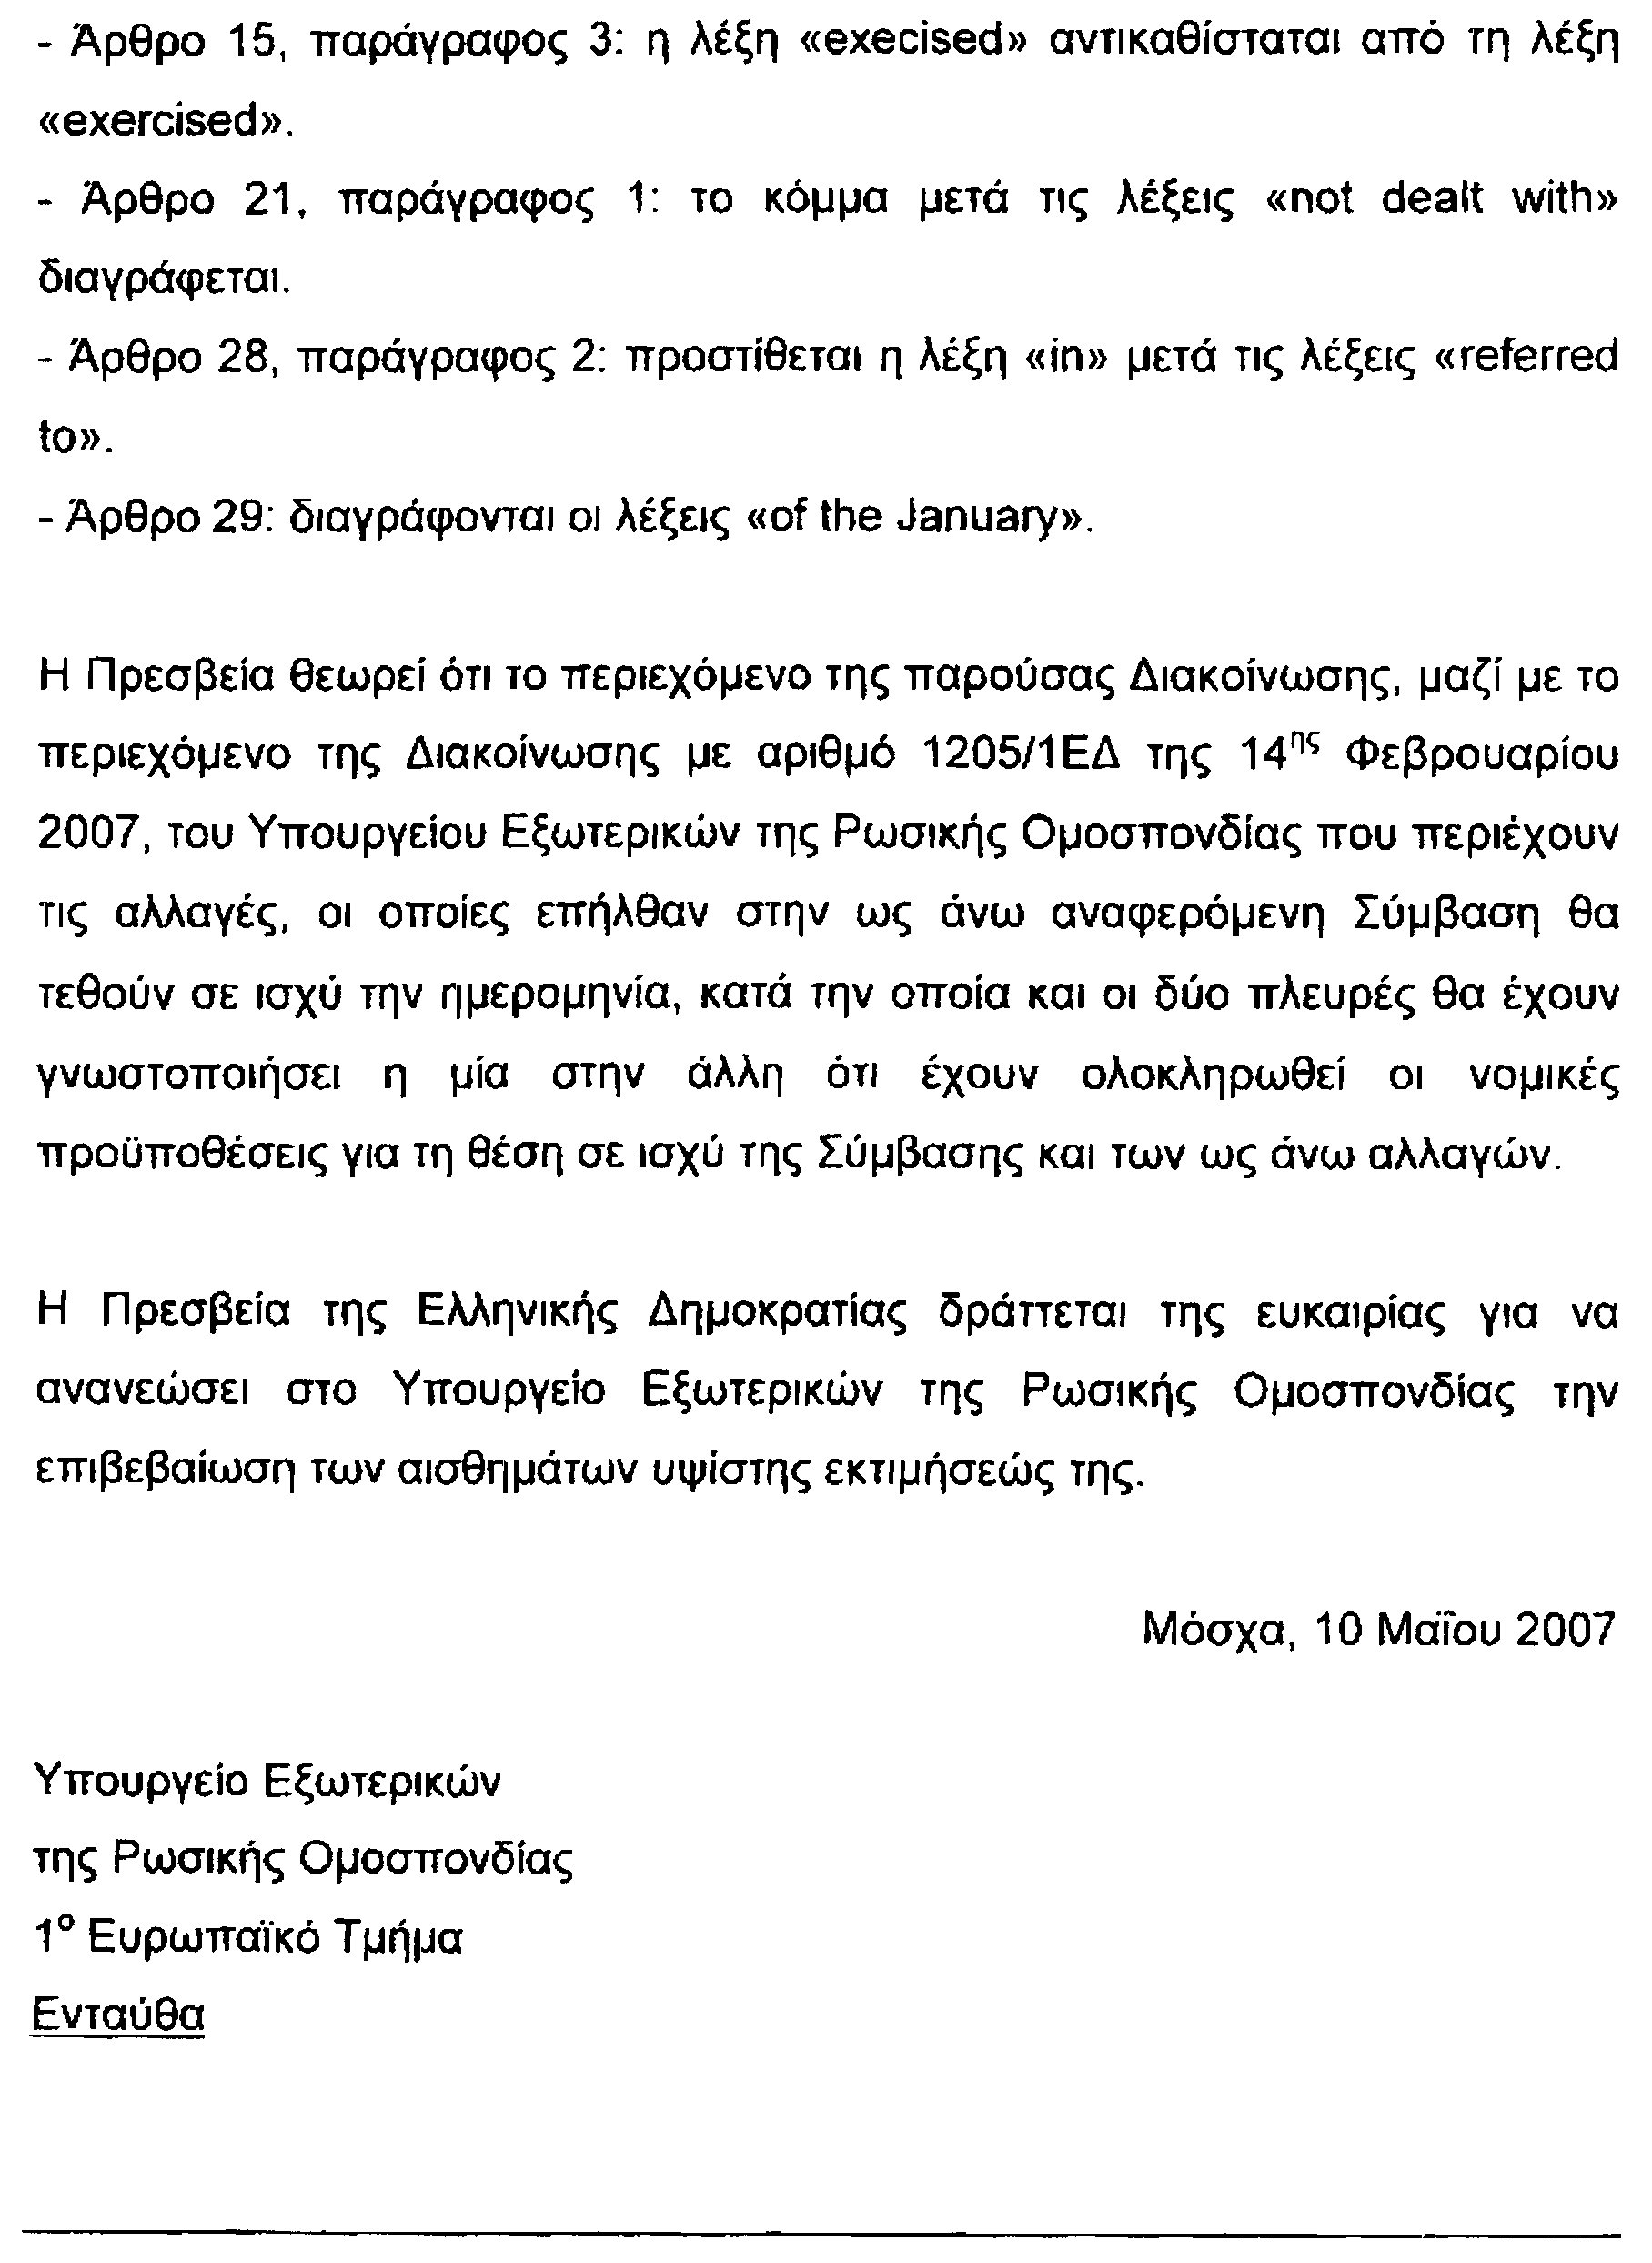 - Άρθρο 15, παράγραφος 3: η λέξη «execised» αντικαθίσταται από τη λέξη
«exercised».
- Άρθρο 21, παράγραφος 1: το κόμμα μετά τις λέξεις «not dealt with»
διαγράφεται.
- Άρθρο 28, παράγραφος 2: προστίθεται η λέξη «in» μετά τις λέξεις «referred
to».
- Άρθρο 29: διαγράφονται οι λέξεις «of the January».
Η Πρεσβεία θεωρεί ότι το περιεχόμενο της παρούσας Διακοίνωσης, μαζί με το
περιεχόμενο της Διακοίνωσης με αριθμό 1205/1ΕΔ της 14ης Φεβρουαρίου
2007, του Υπουργείου Εξωτερικών της Ρωσικής Ομοσπονδίας που περιέχουν
τις αλλαγές, οι οποίες επήλθαν στην ως άνω αναφερόμενη Σύμβαση θα
τεθούν σε ισχύ την ημερομηνία, κατά την οποία και οι δύο πλευρές θα έχουν
γνωστοποιήσει η μία στην άλλη ότι έχουν ολοκληρωθεί οι νομικές
προϋποθέσεις για τη θέση σε ισχύ της Σύμβασης και των ως άνω αλλαγών.
Η Πρεσβεία της Ελληνικής Δημοκρατίας δράττεται της ευκαιρίας για να
ανανεώσει στο Υπουργείο Εξωτερικών της Ρωσικής Ομοσπονδίας την
επιβεβαίωση των αισθημάτων υψίστης εκτιμήσεώς της.
Μόσχα, 10 Μαΐου 2007
Υπουργείο Εξωτερικών
της Ρωσικής Ομοσπονδίας
1ο Ευρωπαϊκό Τμήμα
Ενταύθα